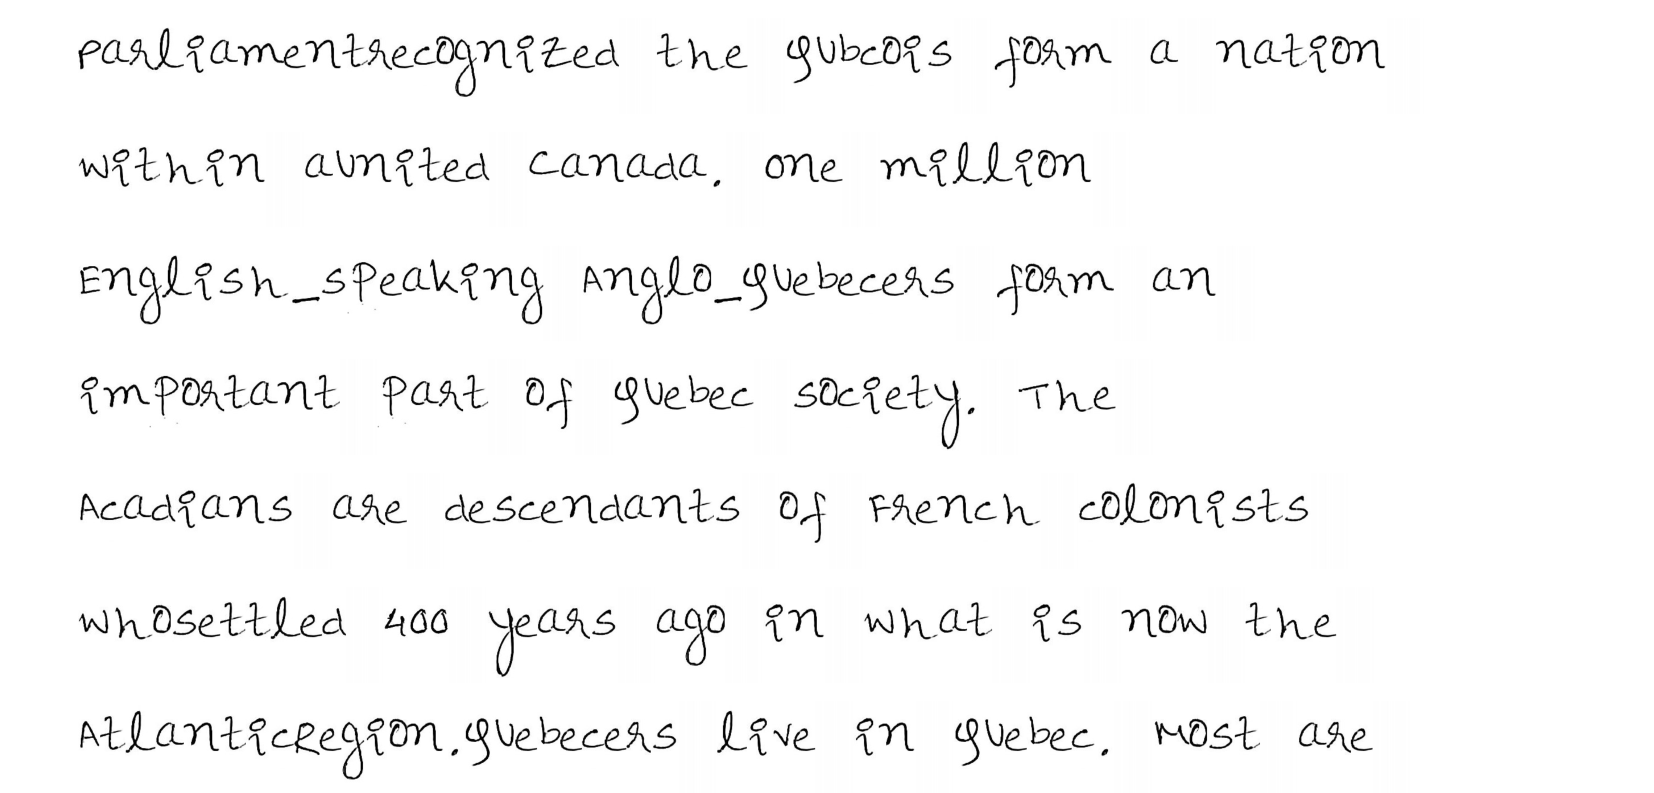 parliamentrecognized the qubcois form a nation
within aunited canada. one million
English_speaking Anglo_quebecers form an
important part of quebec society. The
Acadians are descendants of French colonists
whosettled 400 years ago in what is now the
AtlanticRegion.quebecers live in quebec. Most are